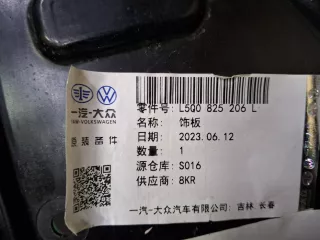 一汽-大众
FAW-VOLKSWAGEN
原装备件
零件号: L5Q0 825 206 L
名称: 饰板
日期: 2023.06.12
数量: 1
源仓库: S016
供应商: 8KR
一汽-大众汽车有限公司: 吉林 长春